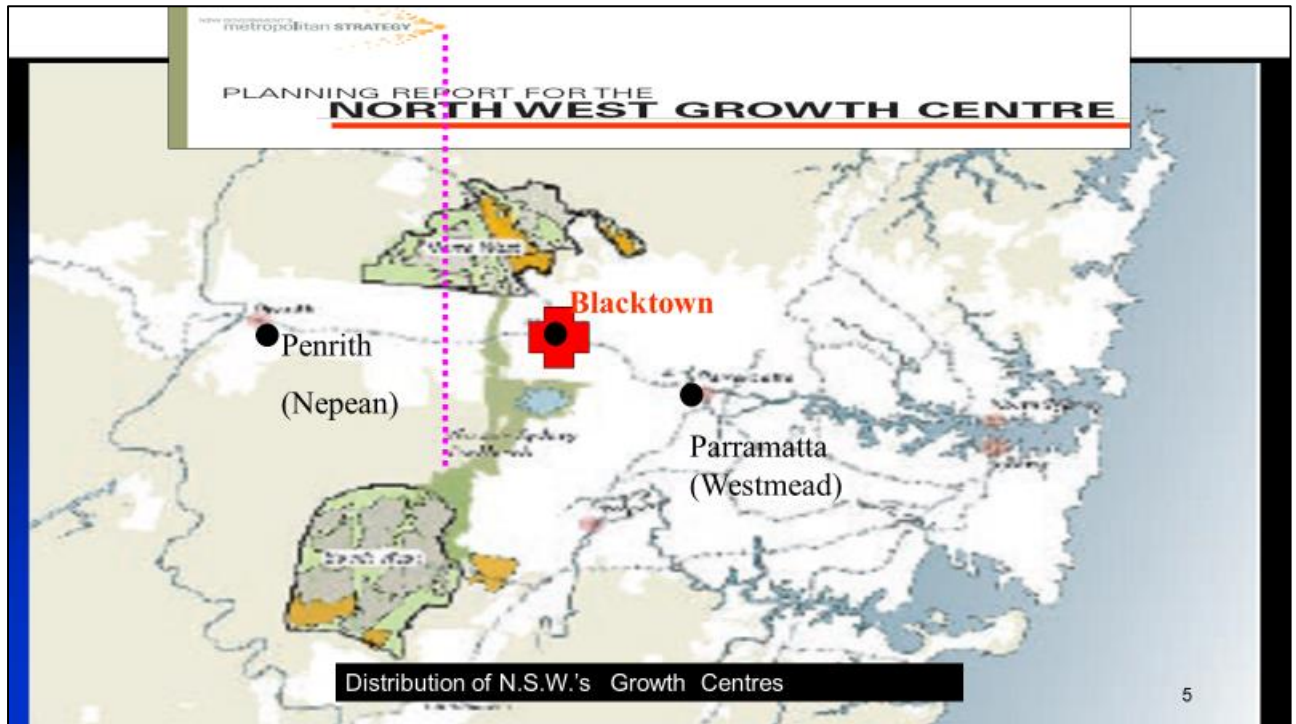 metropolitan STRATEGY
PLANNING REPORT FOR THE
NORTH WEST GROWTH CENTRE
Blacktown
Penrith
(Nepean)
Parramatta
(Westmead)
Distribution of N.S.W.'s Growth Centres
5